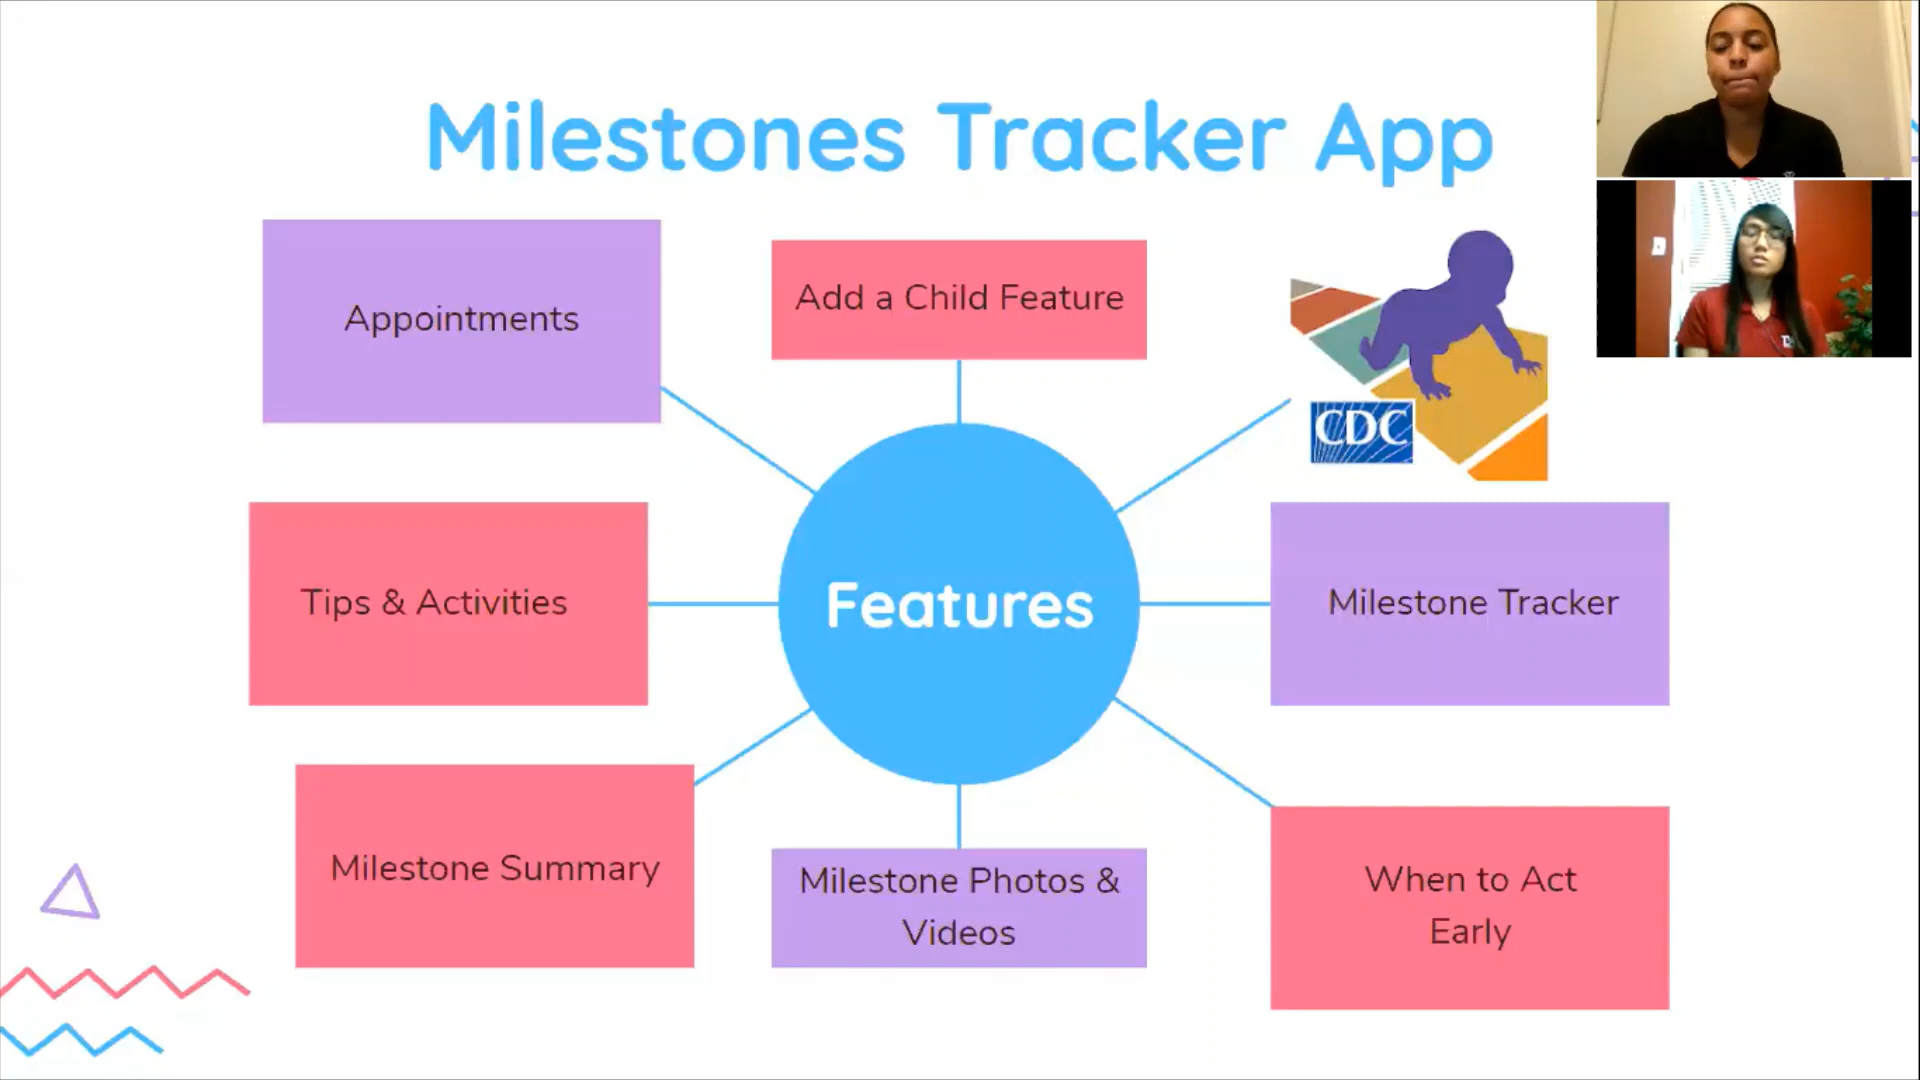 Milestones Tracker App
Appointments
Add a Child Feature
CDC
Tips & Activities
Features
Milestone Tracker
Milestone Summary
Milestone Photos &
Videos
When to Act
Early